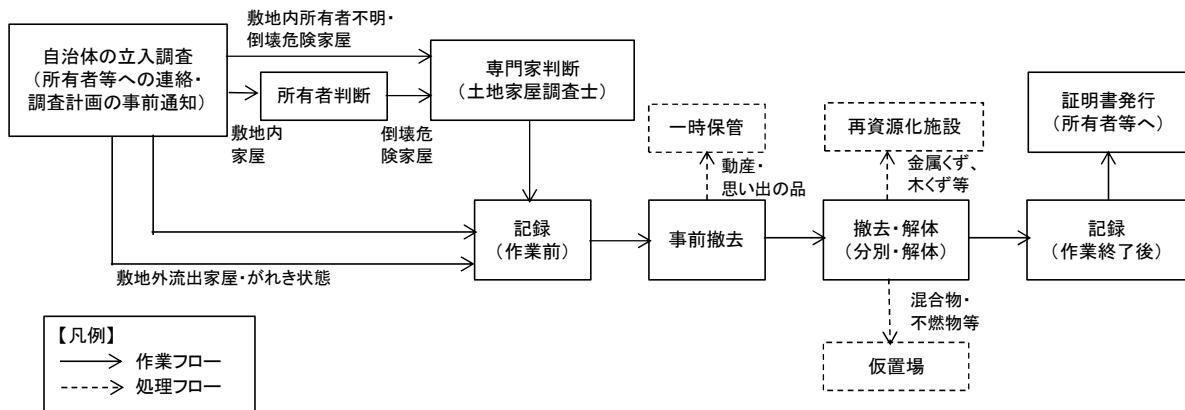 敷地内所有者不明・
倒壊危険家屋
自治体の立入調査
（所有者等への連絡・
調査計画の事前通知）
所有者判断
専門家判断
（土地家屋調査士）
敷地内
家屋
倒壊危
険家屋
一時保管
再資源化施設
証明書発行
（所有者等へ）
動産・
思い出の品
金属くず、
木くず等
記録
（作業前）
事前撤去
撤去・解体
（分別・解体）
記録
（作業終了後）
敷地外流出家屋・がれき状態
混合物・
不燃物等
仮置場
【凡例】
作業フロー
処理フロー